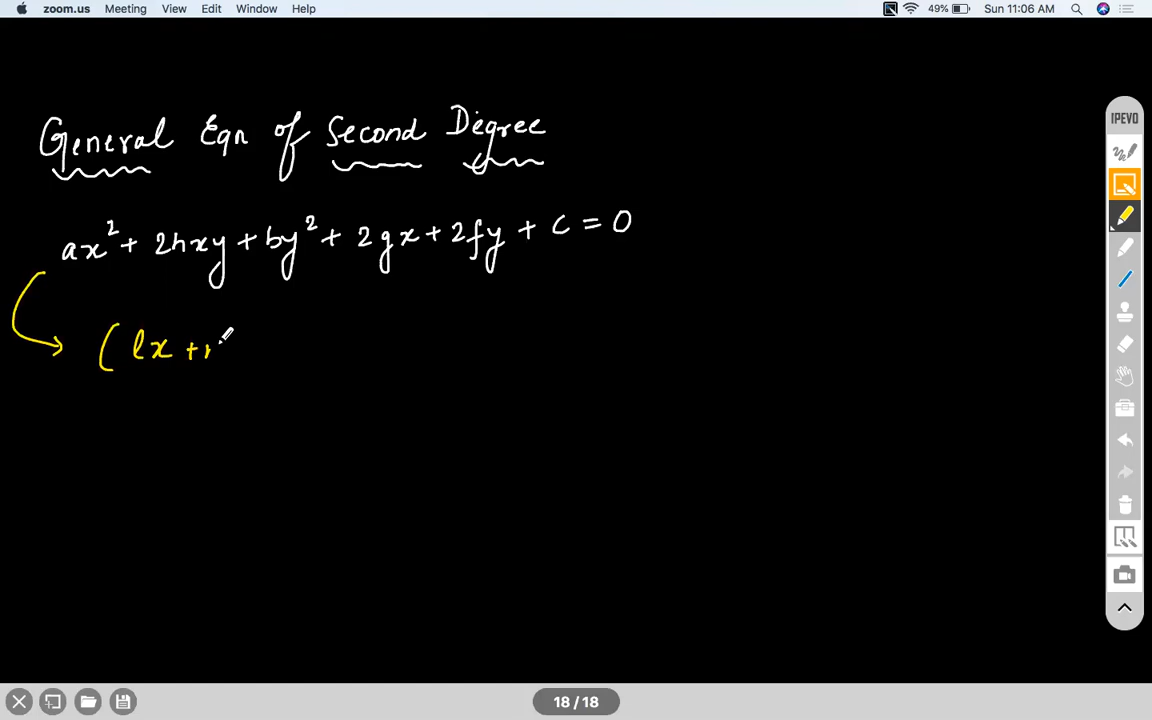 zoom.us Meeting View Edit Window Help 49% Sun 11:06 AM
IPEVO
General Eqn of Second Degree
ax² + 2hxy + by² + 2gx + 2fy + c = 0
( lx +
18 / 18